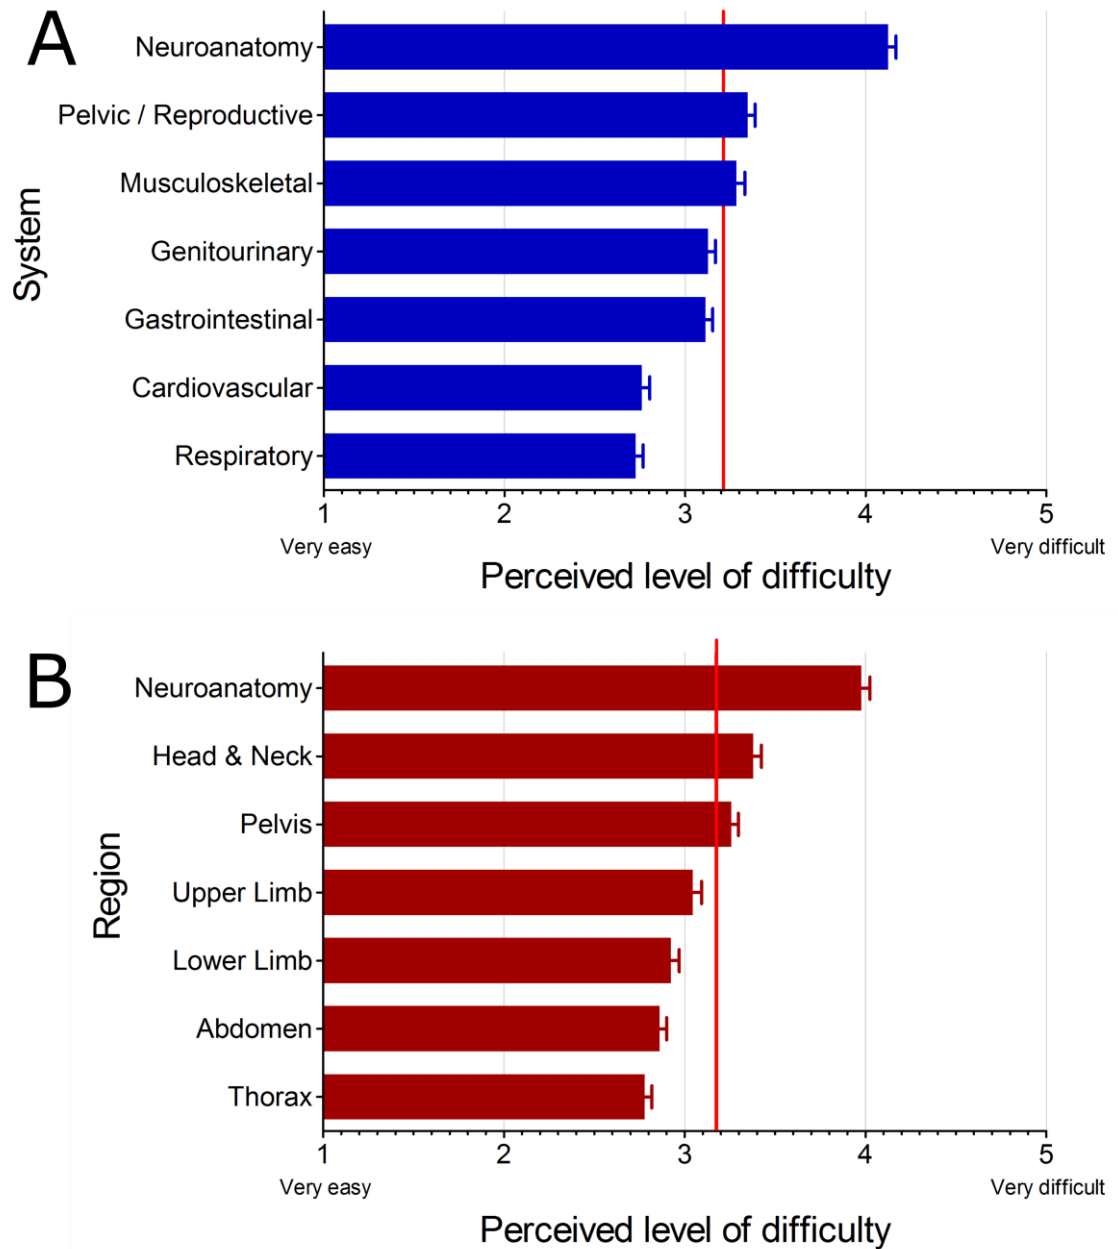 A
System
Neuroanatomy
Pelvic / Reproductive
Musculoskeletal
Genitourinary
Gastrointestinal
Cardiovascular
Respiratory
1 2 3 4 5
Very easy Very difficult
Perceived level of difficulty
B
Region
Neuroanatomy
Head & Neck
Pelvis
Upper Limb
Lower Limb
Abdomen
Thorax
1 2 3 4 5
Very easy Very difficult
Perceived level of difficulty